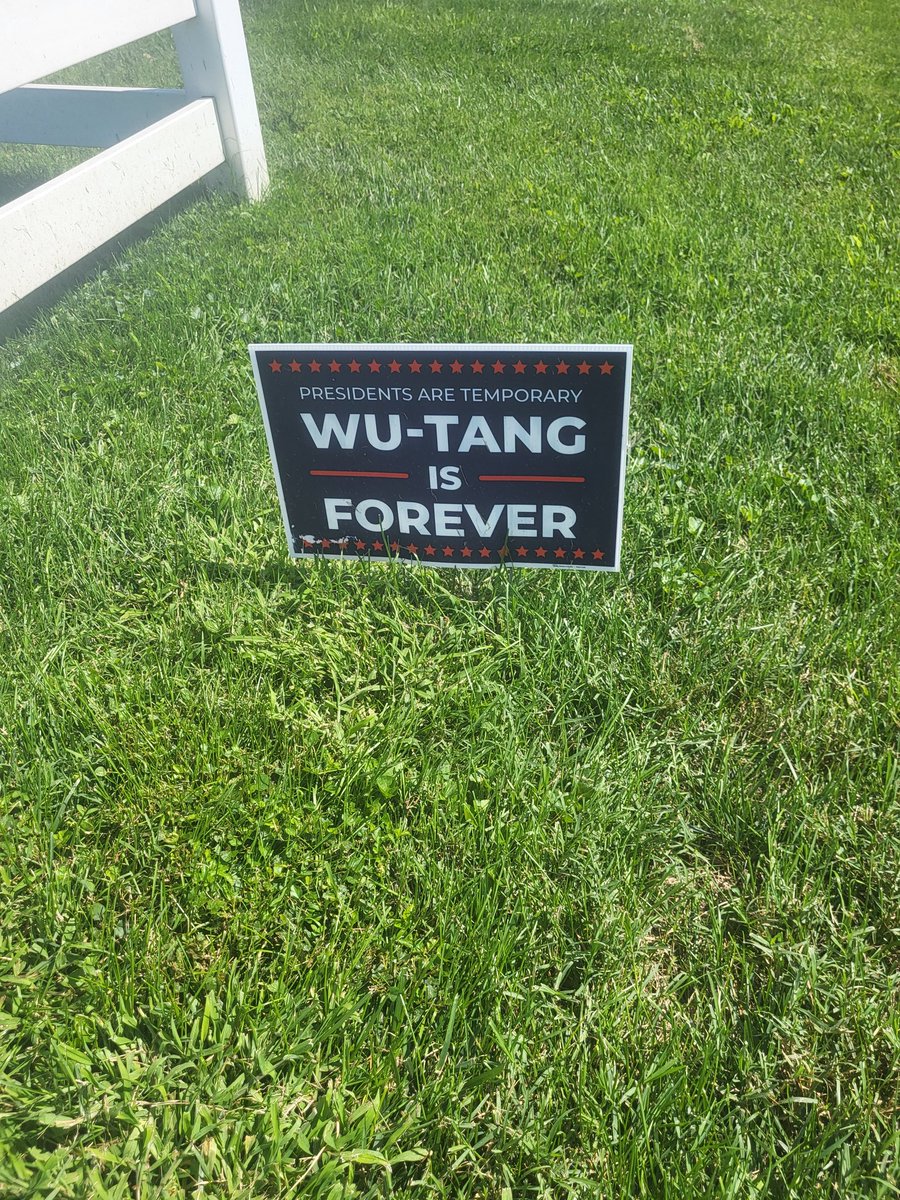 PRESIDENTS ARE TEMPORARY
WU-TANG
IS
FOREVER